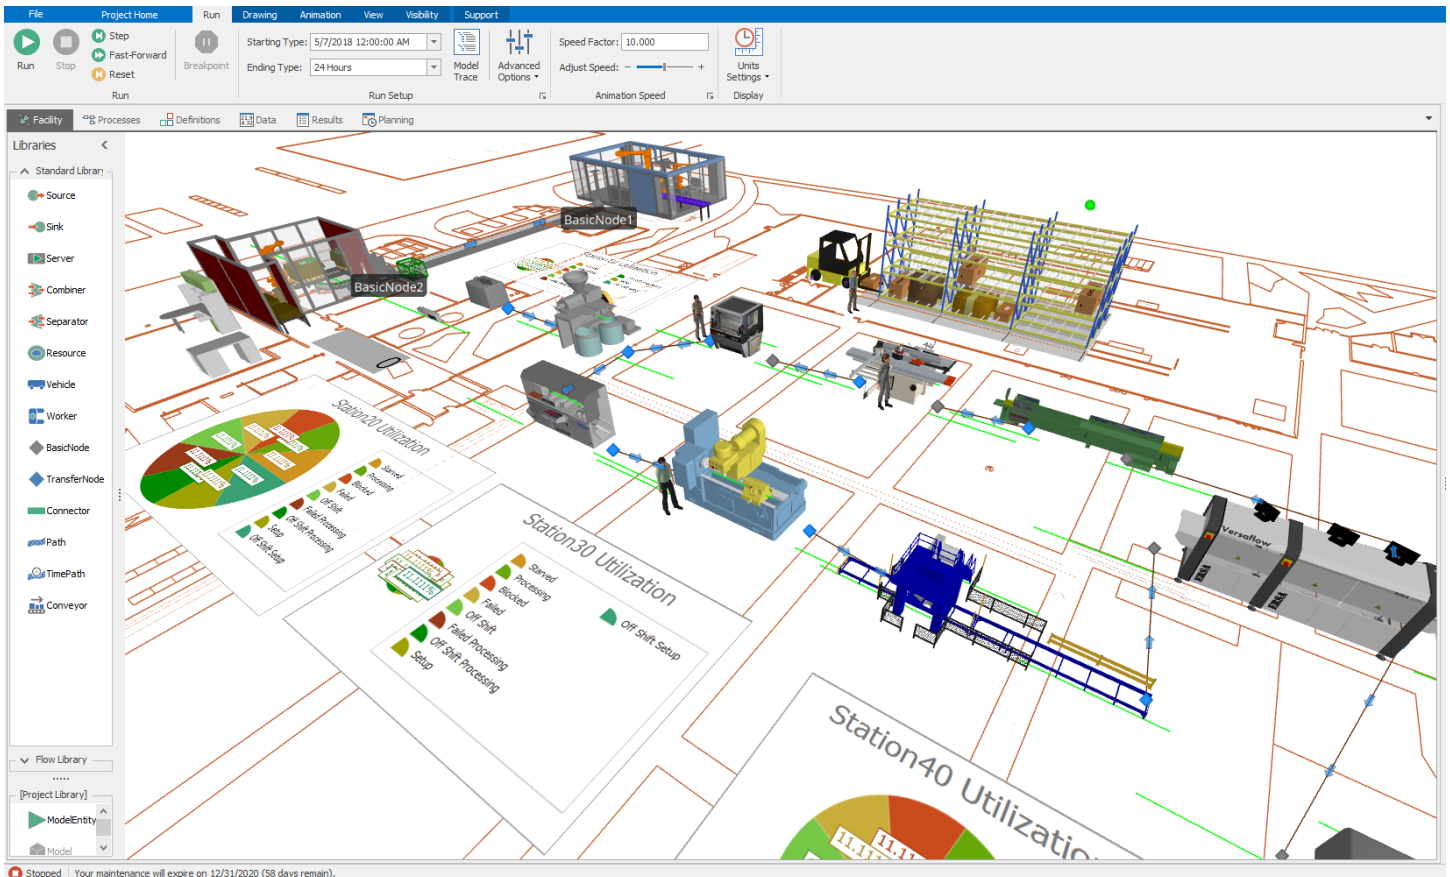 File Project Home Run Drawing Animation View Visibility Support
Run
Stop
Step
Fast-Forward
Reset
Breakpoint
Run
Starting Type: 5/7/2018 12:00:00 AM
Ending Type: 24 Hours
Model
Trace
Advanced
Options
Run Setup
Speed Factor: 10.000
Adjust Speed: − +
Animation Speed
Units
Settings
Display
Facility Processes Definitions Data Results Planning
Libraries
Standard Library
Source
Sink
Server
Combiner
Separator
Resource
Vehicle
Worker
BasicNode
TransferNode
Connector
Path
TimePath
Conveyor
Flow Library
[Project Library]
ModelEntity
Model
BasicNode1
BasicNode2
Station20 Utilization
Starved
Processing
Blocked
Failed
Off Shift
Failed Processing
Off Shift Processing
Setup
Off Shift Setup
Station30 Utilization
11.1111%
Starved
Processing
Blocked
Failed
Off Shift
Failed Processing
Off Shift Processing
Setup
Off Shift Setup
Versaflow
ERSA
ERSA
Station40 Utilization
Stopped Your maintenance will expire on 12/31/2020 (58 days remain).